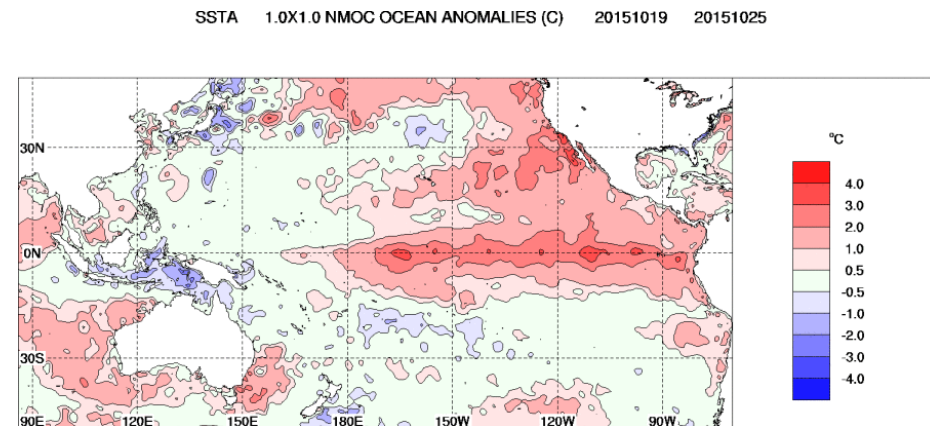 SSTA 1.0X1.0 NMOC OCEAN ANOMALIES (C) 20151019 20151025
30N
0N
30S
90E 120E 150E 180E 150W 120W 90W
°C
4.0
3.0
2.0
1.0
0.5
-0.5
-1.0
-2.0
-3.0
-4.0